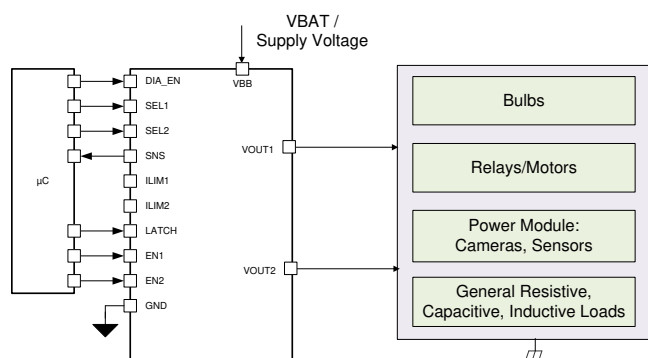 VBAT /
Supply Voltage
VBB
µC
DIA_EN
SEL1
SEL2
SNS
ILIM1
ILIM2
LATCH
EN1
EN2
GND
VOUT1
VOUT2
Bulbs
Relays/Motors
Power Module:
Cameras, Sensors
General Resistive,
Capacitive, Inductive Loads